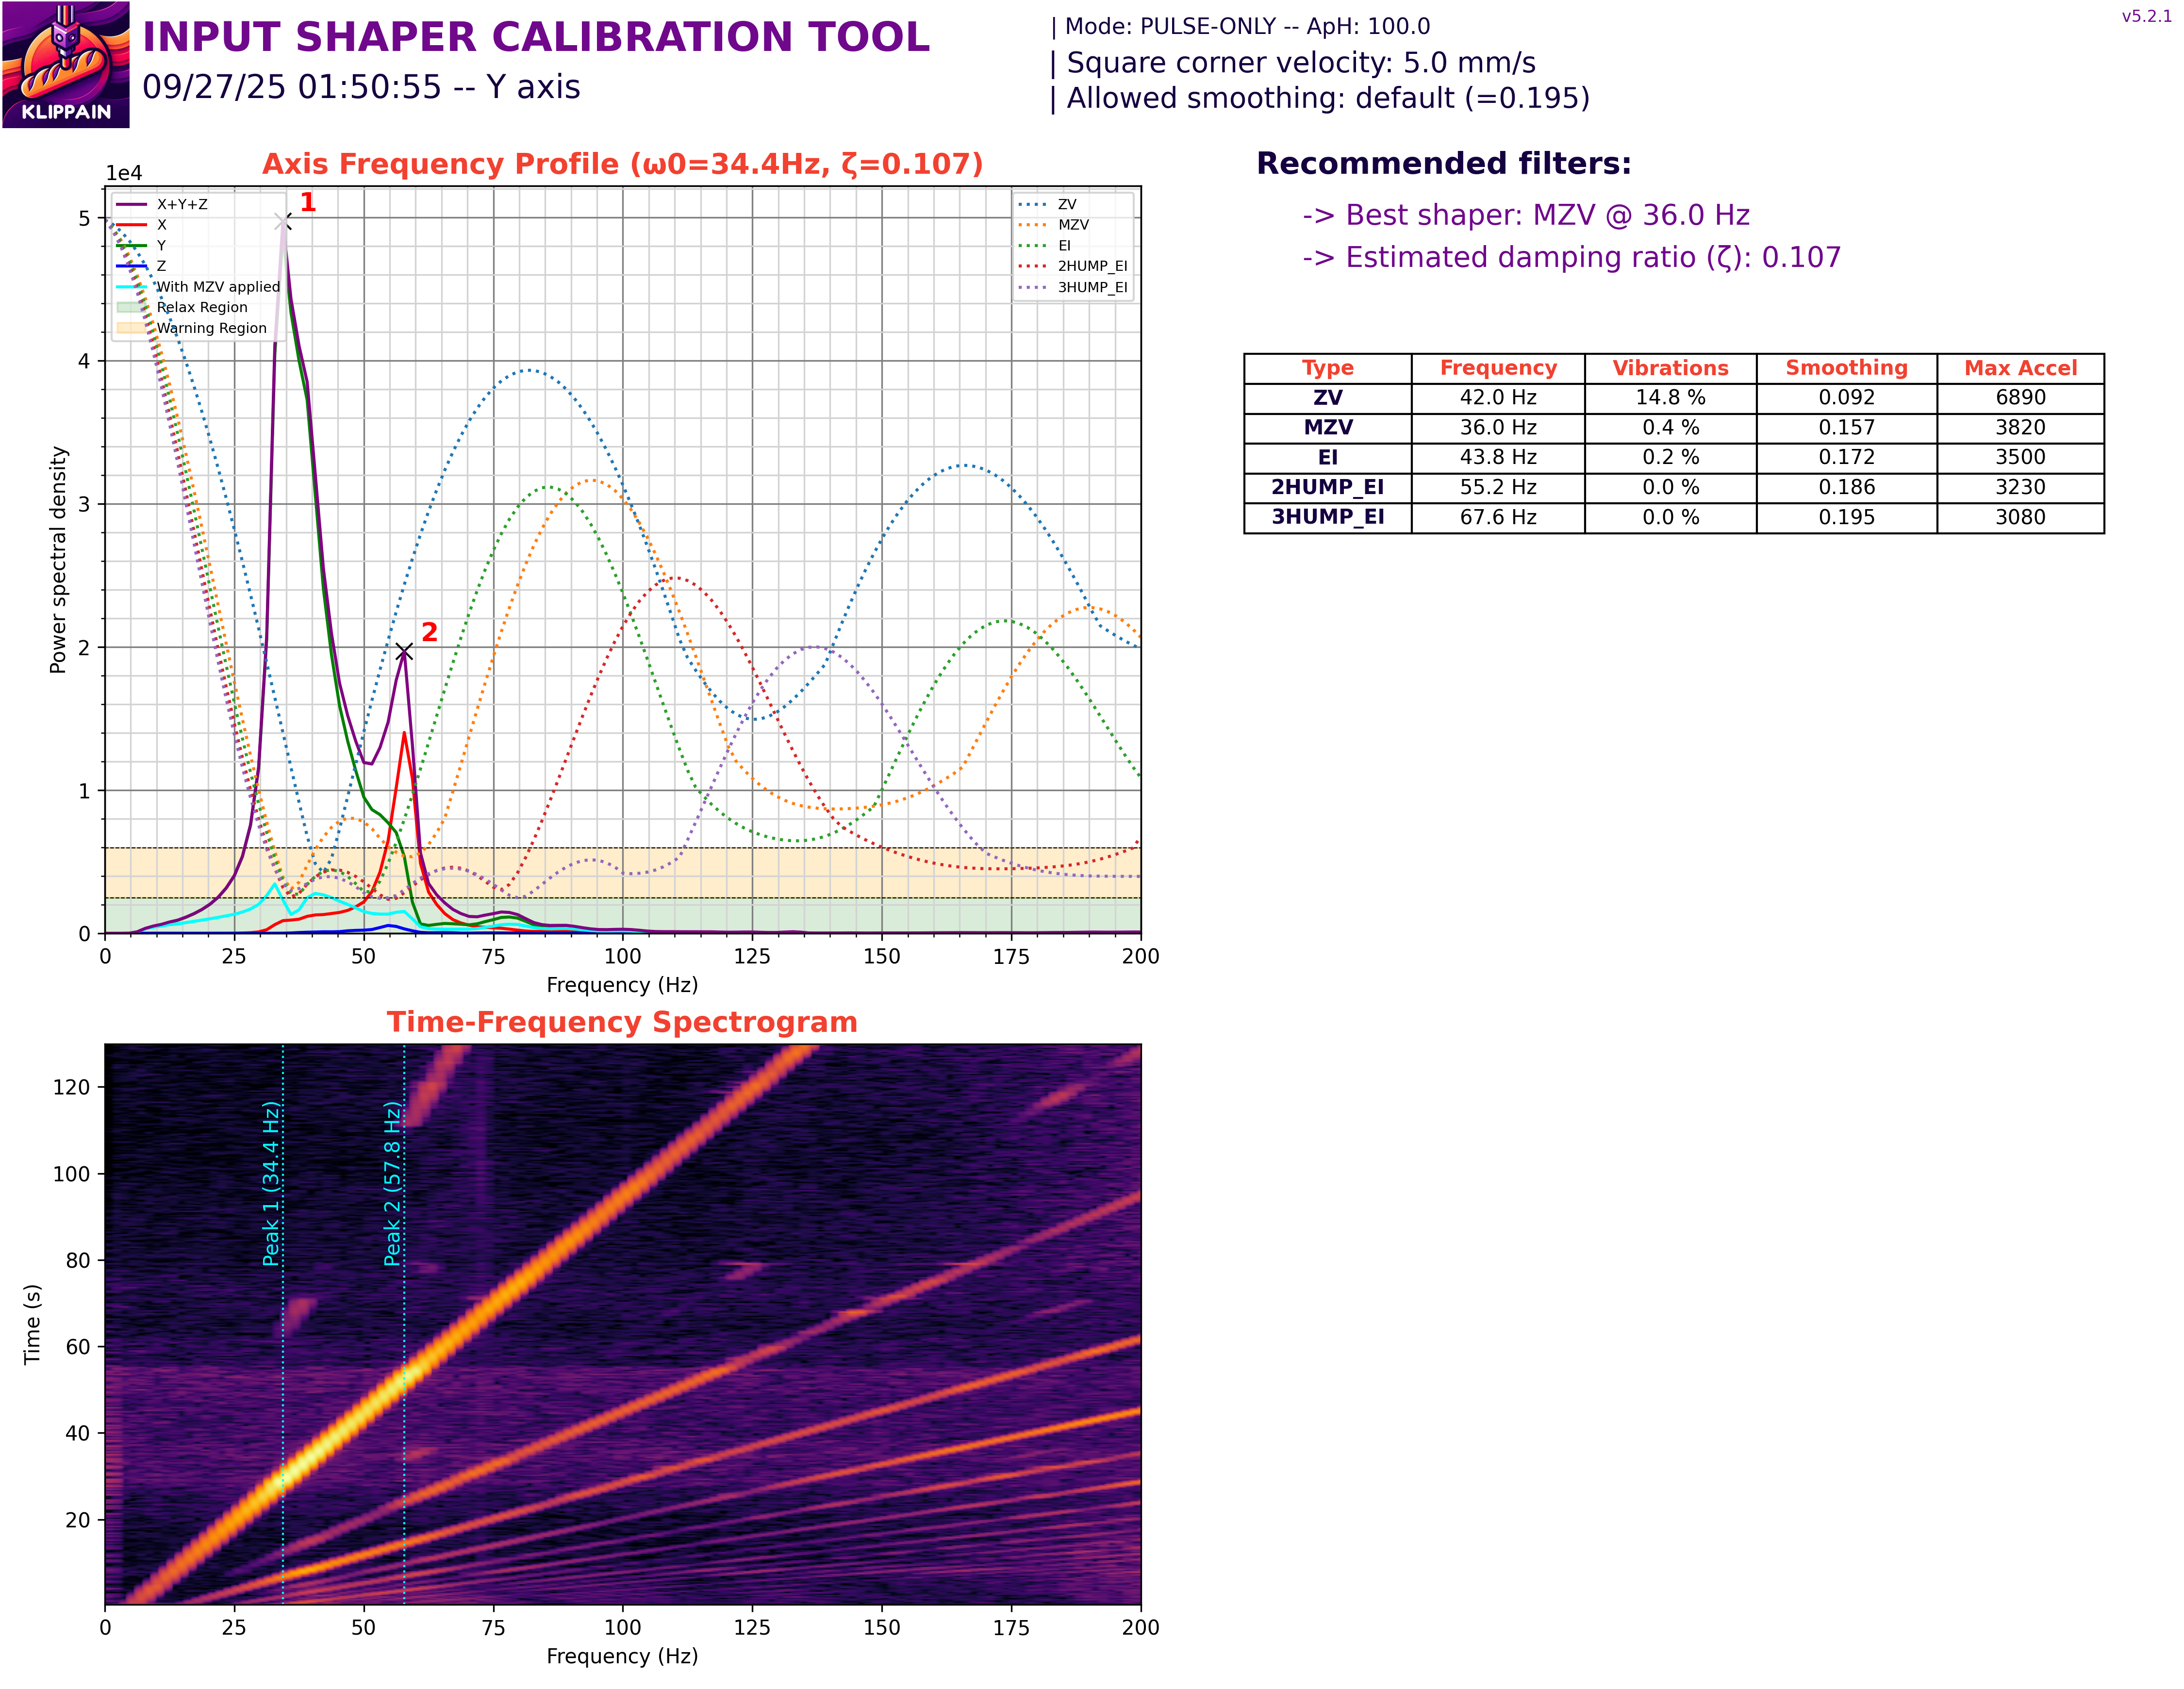 KLIPPAIN
INPUT SHAPER CALIBRATION TOOL
09/27/25 01:50:55 -- Y axis
| Mode: PULSE-ONLY -- ApH: 100.0
| Square corner velocity: 5.0 mm/s
| Allowed smoothing: default (=0.195)
v5.2.1
Axis Frequency Profile (ω0=34.4Hz, ζ=0.107)
1e4
X+Y+Z
X
Y
Z
With MZV applied
Relax Region
Warning Region
1
2
ZV
MZV
EI
2HUMP_EI
3HUMP_EI
Power spectral density
5
4
3
2
1
0
0 25 50 75 100 125 150 175 200
Frequency (Hz)
Recommended filters:
-> Best shaper: MZV @ 36.0 Hz
-> Estimated damping ratio (ζ): 0.107
Type Frequency Vibrations Smoothing Max Accel
ZV 42.0 Hz 14.8 % 0.092 6890
MZV 36.0 Hz 0.4 % 0.157 3820
EI 43.8 Hz 0.2 % 0.172 3500
2HUMP_EI 55.2 Hz 0.0 % 0.186 3230
3HUMP_EI 67.6 Hz 0.0 % 0.195 3080
Time-Frequency Spectrogram
Time (s)
120
100
80
60
40
20
Peak 1 (34.4 Hz)
Peak 2 (57.8 Hz)
0 25 50 75 100 125 150 175 200
Frequency (Hz)